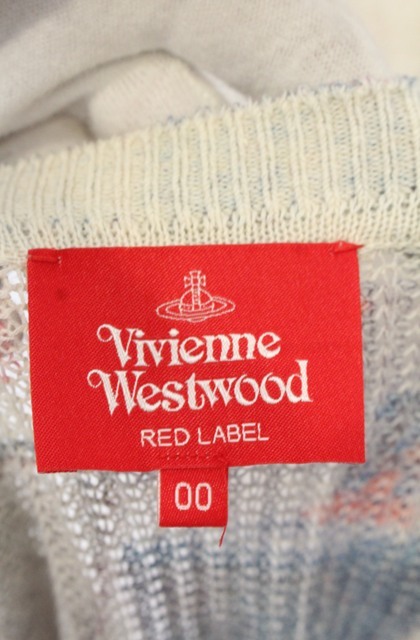 Vivienne
Westwood
RED LABEL
00